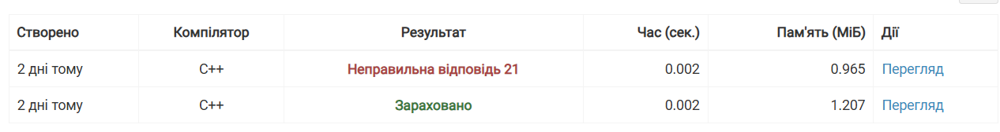 Створено Компілятор Результат Час (сек.) Пам'ять (МіБ) Дії
2 дні тому C++ Неправильна відповідь 21 0.002 0.965 Перегляд
2 дні тому C++ Зараховано 0.002 1.207 Перегляд